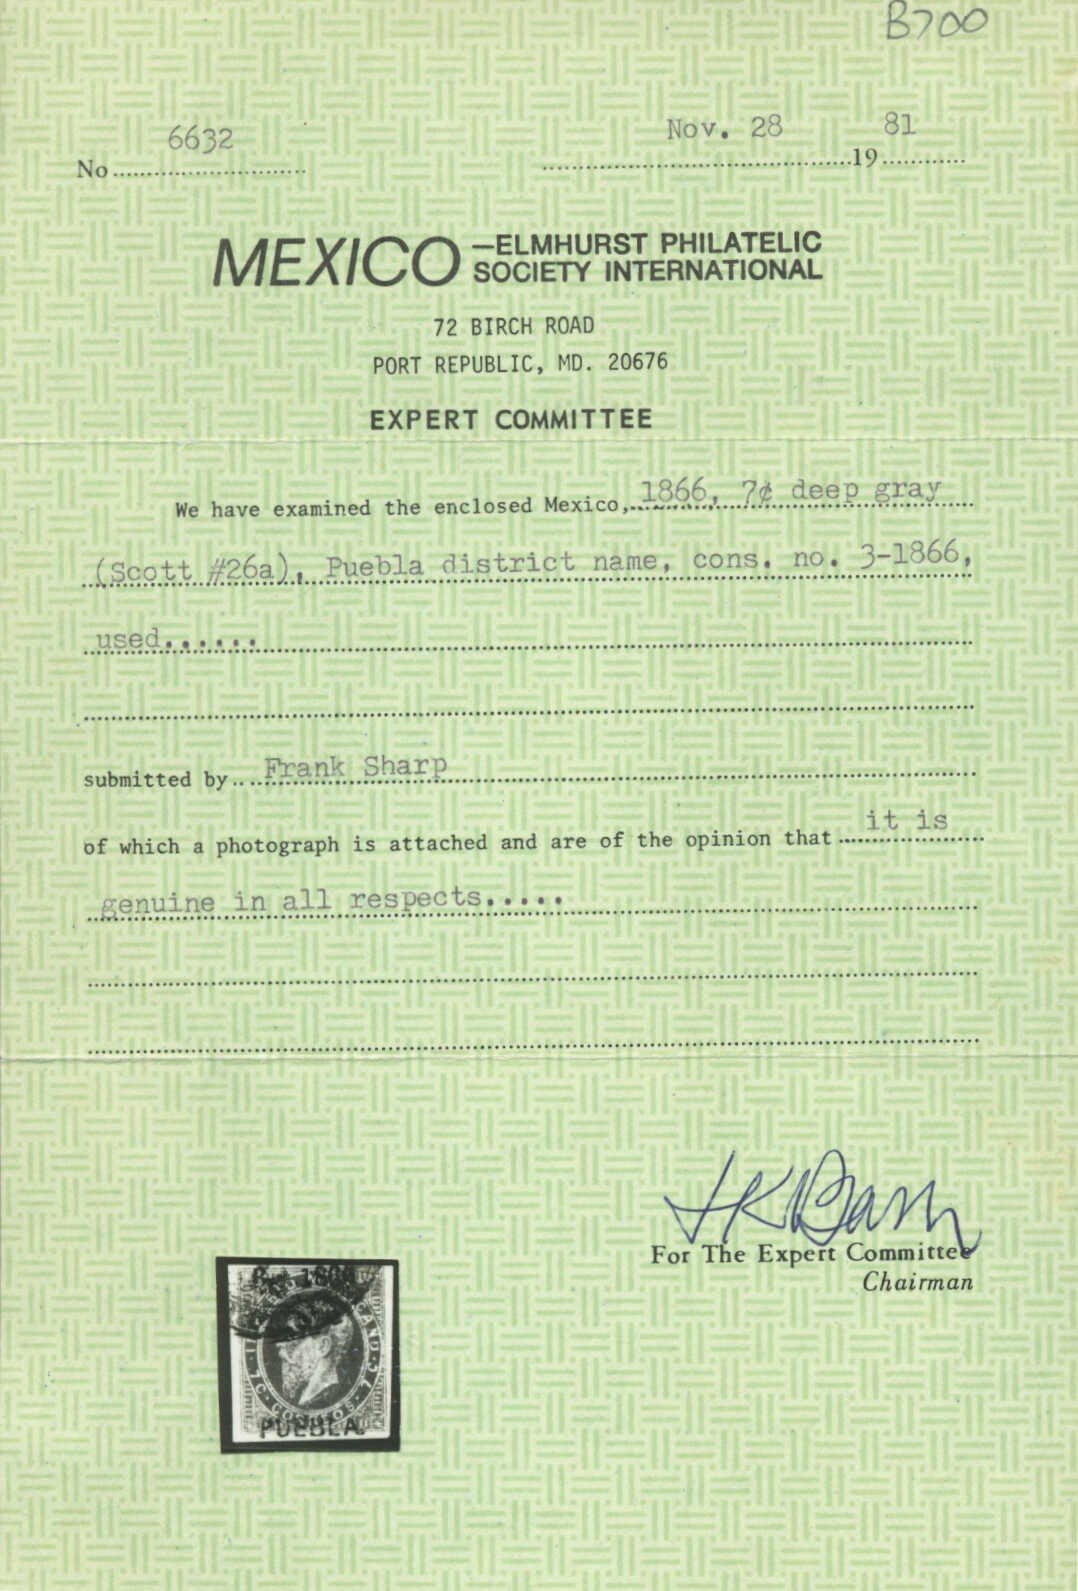 B700
6632
Nov. 28 81
No.............................. ..............................19............
MEXICO —ELMHURST PHILATELIC
SOCIETY INTERNATIONAL
72 BIRCH ROAD
PORT REPUBLIC, MD. 20676
EXPERT COMMITTEE
We have examined the enclosed Mexico, 1866, 7¢ deep gray
(Scott #26a), Puebla district name, cons. no. 3-1866,
used......
submitted by Frank Sharp
of which a photograph is attached and are of the opinion that it is
genuine in all respects.....
For The Expert Committee
Chairman
7C. 7C.
PUEBLA.